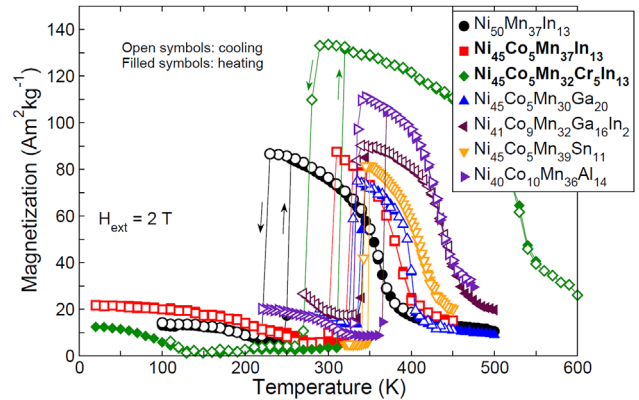 140
120
100
80
60
40
20
0
Magnetization (Am²kg⁻¹)
Open symbols: cooling
Filled symbols: heating
H_ext = 2 T
Ni₅₀Mn₃₇In₁₃
Ni₄₅Co₅Mn₃₇In₁₃
Ni₄₅Co₅Mn₃₂Cr₅In₁₃
Ni₄₅Co₅Mn₃₀Ga₂₀
Ni₄₁Co₉Mn₃₂Ga₁₆In₂
Ni₄₅Co₅Mn₃₉Sn₁₁
Ni₄₀Co₁₀Mn₃₆Al₁₄
0 100 200 300 400 500 600
Temperature (K)